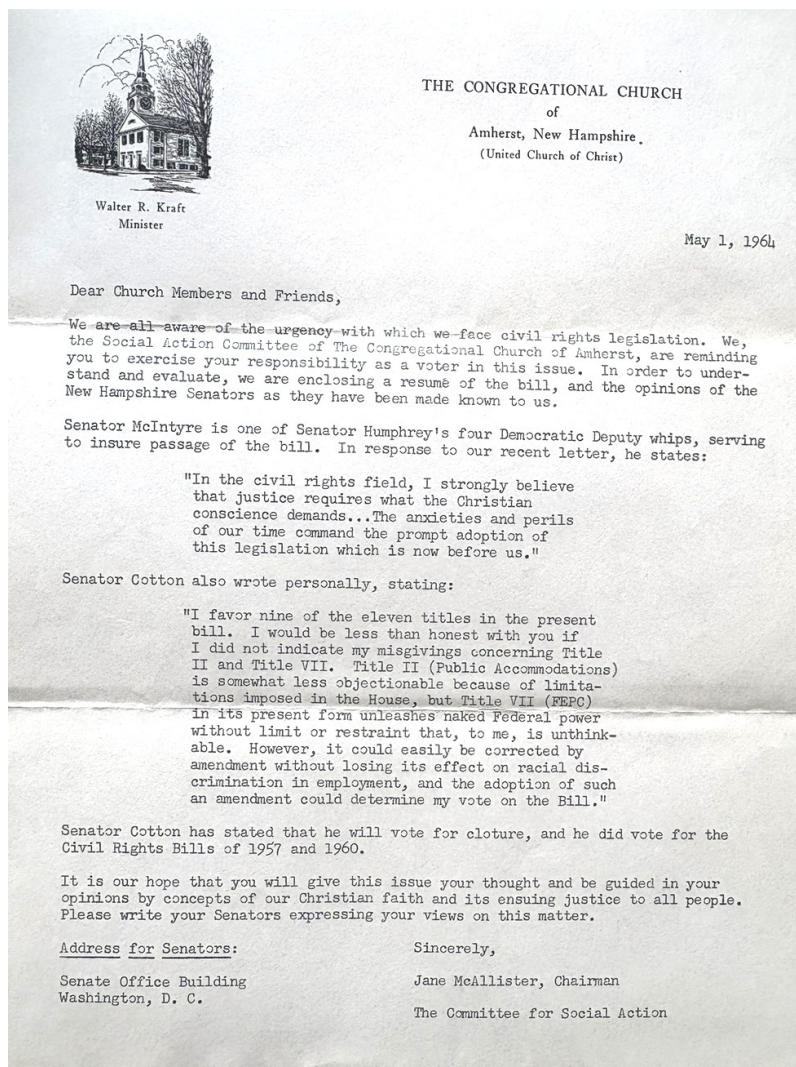 THE CONGREGATIONAL CHURCH
of
Amherst, New Hampshire.
(United Church of Christ)
Walter R. Kraft
Minister
May 1, 1964
Dear Church Members and Friends,
We are all aware of the urgency with which we face civil rights legislation. We,
the Social Action Committee of The Congregational Church of Amherst, are reminding
you to exercise your responsibility as a voter in this issue. In order to under-
stand and evaluate, we are enclosing a resumé of the bill, and the opinions of the
New Hampshire Senators as they have been made known to us.
Senator McIntyre is one of Senator Humphrey's four Democratic Deputy whips, serving
to insure passage of the bill. In response to our recent letter, he states:
"In the civil rights field, I strongly believe
that justice requires what the Christian
conscience demands...The anxieties and perils
of our time command the prompt adoption of
this legislation which is now before us."
Senator Cotton also wrote personally, stating:
"I favor nine of the eleven titles in the present
bill. I would be less than honest with you if
I did not indicate my misgivings concerning Title
II and Title VII. Title II (Public Accommodations)
is somewhat less objectionable because of limita-
tions imposed in the House, but Title VII (FEPC)
in its present form unleashes naked Federal power
without limit or restraint that, to me, is unthink-
able. However, it could easily be corrected by
amendment without losing its effect on racial dis-
crimination in employment, and the adoption of such
an amendment could determine my vote on the Bill."
Senator Cotton has stated that he will vote for cloture, and he did vote for the
Civil Rights Bills of 1957 and 1960.
It is our hope that you will give this issue your thought and be guided in your
opinions by concepts of our Christian faith and its ensuing justice to all people.
Please write your Senators expressing your views on this matter.
Address for Senators:
Senate Office Building
Washington, D. C.
Sincerely,
Jane McAllister, Chairman
The Committee for Social Action